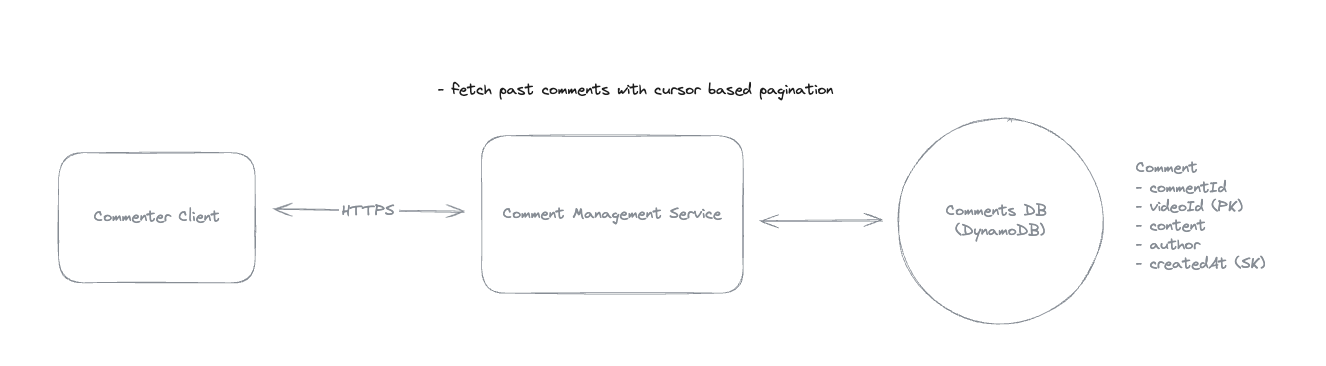 - fetch past comments with cursor based pagination
Commenter Client
HTTPS
Comment Management Service
Comments DB
(DynamoDB)
Comment
- commentId
- videoId (PK)
- content
- author
- createdAt (SK)